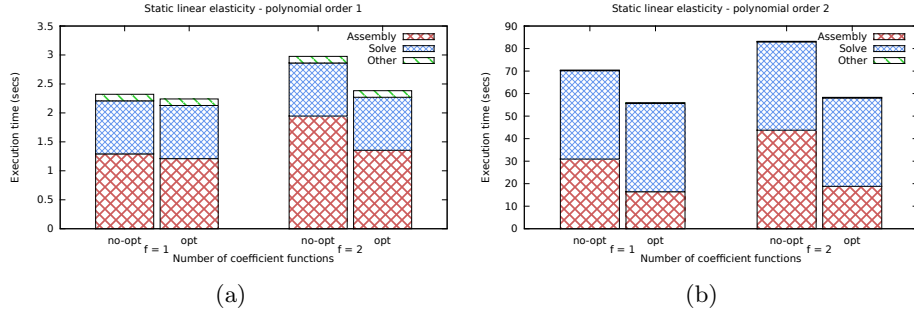 Static linear elasticity - polynomial order 1
3.5
3
2.5
2
1.5
1
0.5
0
Execution time (secs)
Assembly
Solve
Other
no-opt opt no-opt opt
f = 1 f = 2
Number of coefficient functions
(a)
Static linear elasticity - polynomial order 2
90
80
70
60
50
40
30
20
10
0
Execution time (secs)
Assembly
Solve
Other
no-opt opt no-opt opt
f = 1 f = 2
Number of coefficient functions
(b)